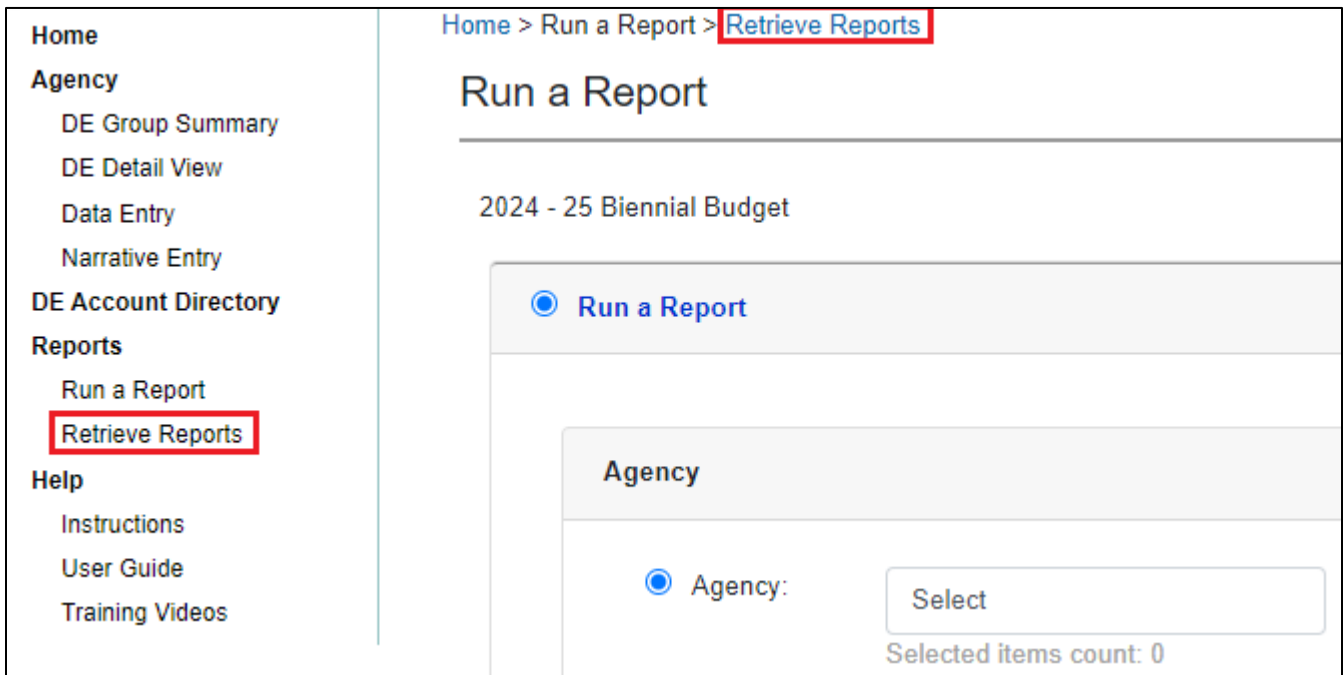 Home
Agency
DE Group Summary
DE Detail View
Data Entry
Narrative Entry
DE Account Directory
Reports
Run a Report
Retrieve Reports
Help
Instructions
User Guide
Training Videos
Home > Run a Report > Retrieve Reports
Run a Report
2024 - 25 Biennial Budget
Run a Report
Agency
Agency:
Select
Selected items count: 0